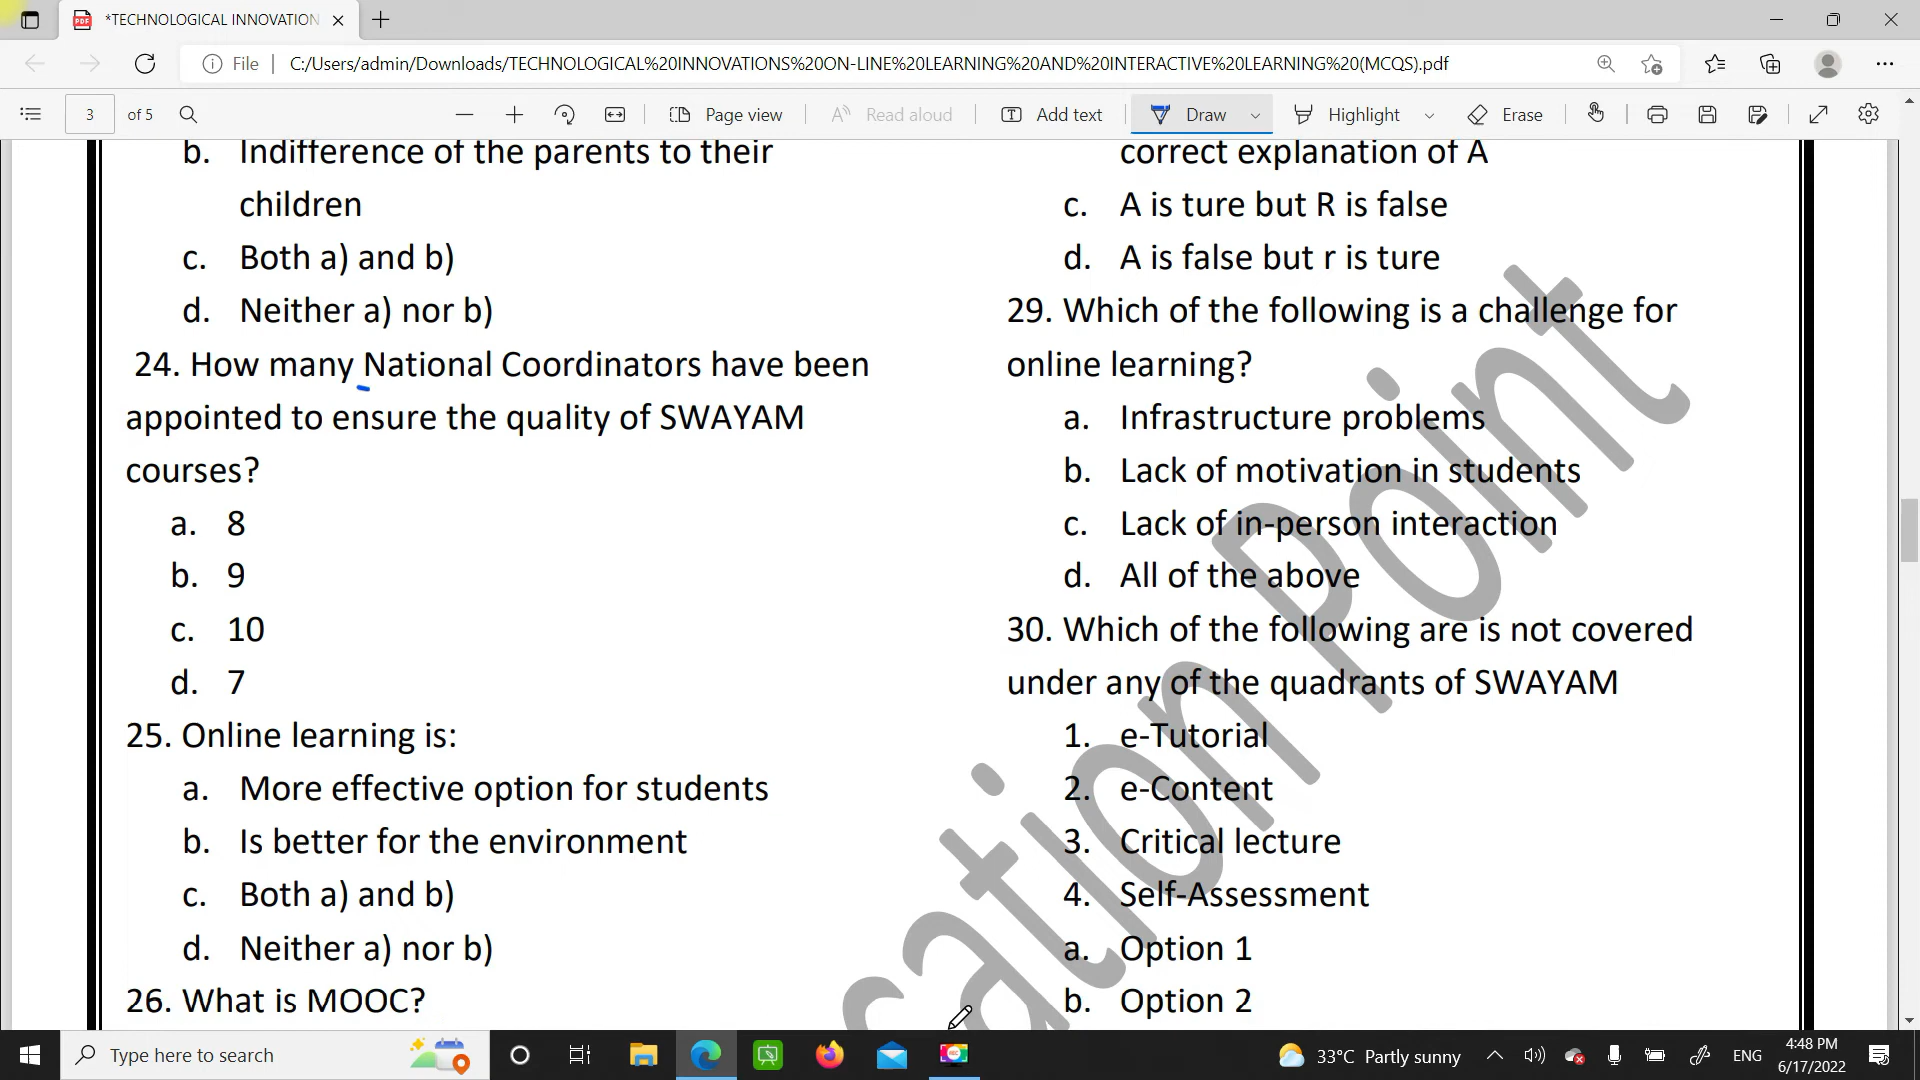 *TECHNOLOGICAL INNOVATION
File
C:/Users/admin/Downloads/TECHNOLOGICAL%20INNOVATIONS%20ON-LINE%20LEARNING%20AND%20INTERACTIVE%20LEARNING%20(MCQS).pdf
3 of 5
Page view
Read aloud
Add text
Draw
Highlight
Erase
b. Indifference of the parents to their
children
c. Both a) and b)
d. Neither a) nor b)
24. How many National Coordinators have been
appointed to ensure the quality of SWAYAM
courses?
a. 8
b. 9
c. 10
d. 7
25. Online learning is:
a. More effective option for students
b. Is better for the environment
c. Both a) and b)
d. Neither a) nor b)
26. What is MOOC?
correct explanation of A
c. A is ture but R is false
d. A is false but r is ture
29. Which of the following is a challenge for
online learning?
a. Infrastructure problems
b. Lack of motivation in students
c. Lack of in-person interaction
d. All of the above
30. Which of the following are is not covered
under any of the quadrants of SWAYAM
1. e-Tutorial
2. e-Content
3. Critical lecture
4. Self-Assessment
a. Option 1
b. Option 2
cation Point
Type here to search
33°C Partly sunny
ENG
4:48 PM
6/17/2022